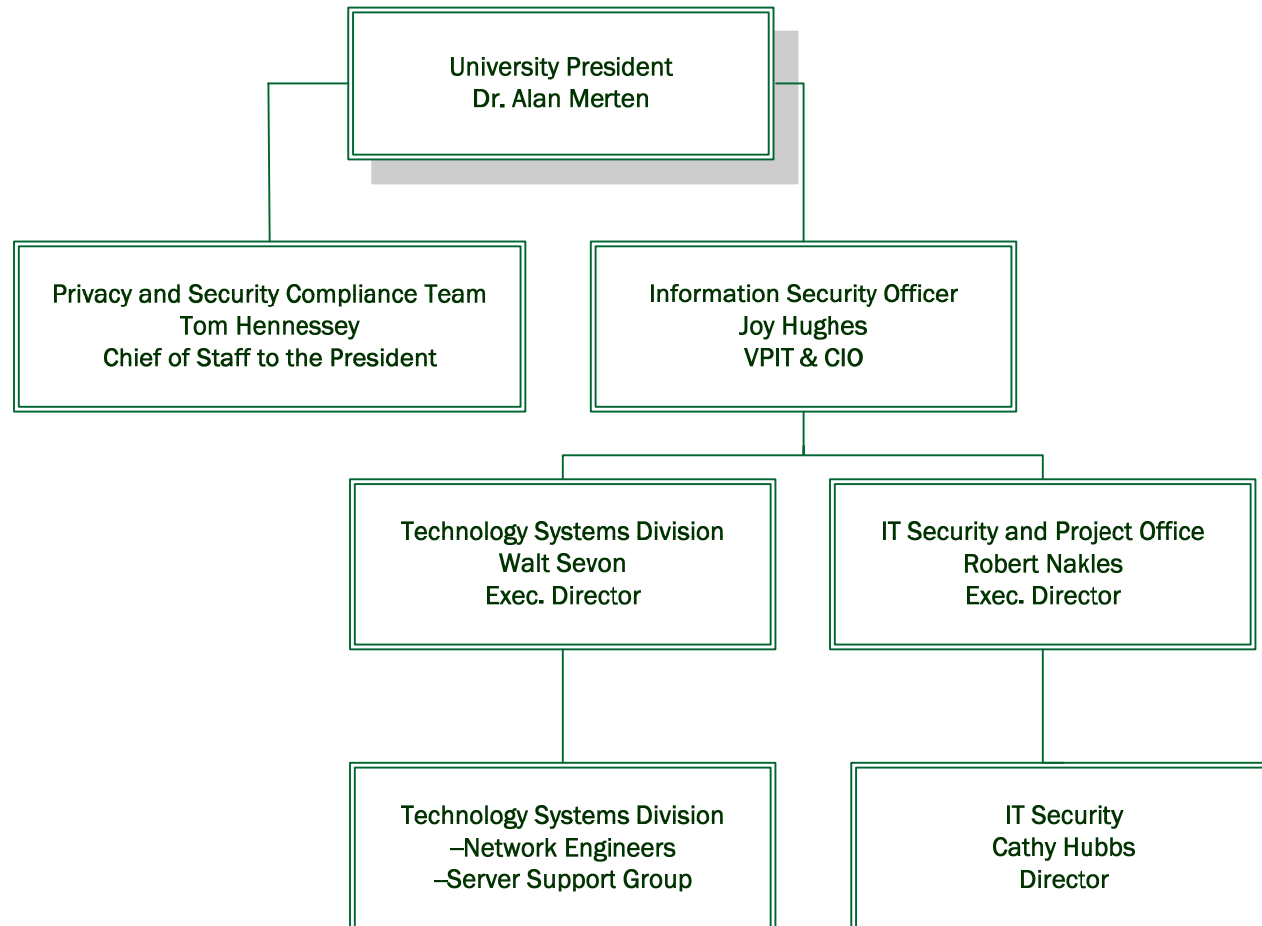 University President
Dr. Alan Merten
Privacy and Security Compliance Team
Tom Hennessey
Chief of Staff to the President
Information Security Officer
Joy Hughes
VPIT & CIO
Technology Systems Division
Walt Sevon
Exec. Director
IT Security and Project Office
Robert Nakles
Exec. Director
Technology Systems Division
–Network Engineers
–Server Support Group
IT Security
Cathy Hubbs
Director